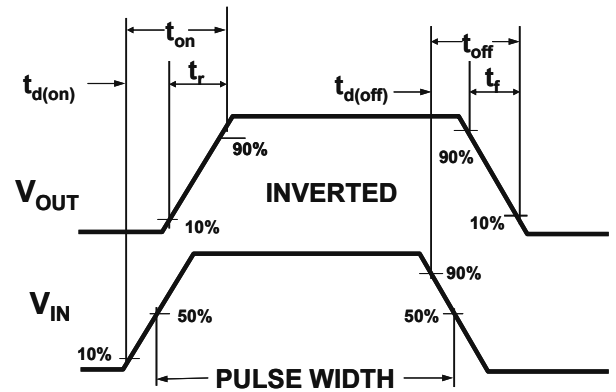 t_on
t_off
t_d(on)
t_r
t_d(off)
t_f
90%
90%
V_OUT
INVERTED
10%
10%
90%
V_IN
50%
50%
10%
PULSE WIDTH